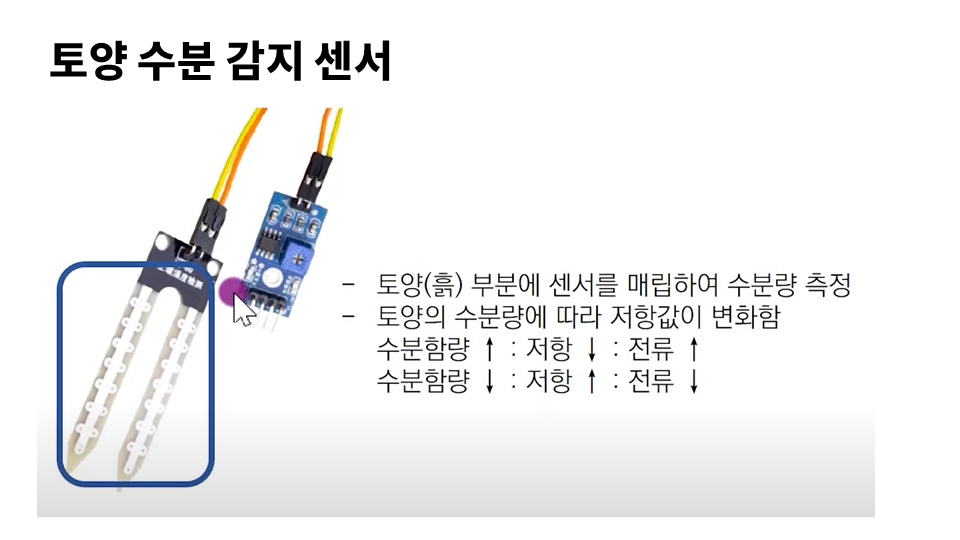 토양 수분 감지 센서
- 토양(흙) 부분에 센서를 매립하여 수분량 측정
- 토양의 수분량에 따라 저항값이 변화함
수분함량 ↑ : 저항 ↓ : 전류 ↑
수분함량 ↓ : 저항 ↑ : 전류 ↓